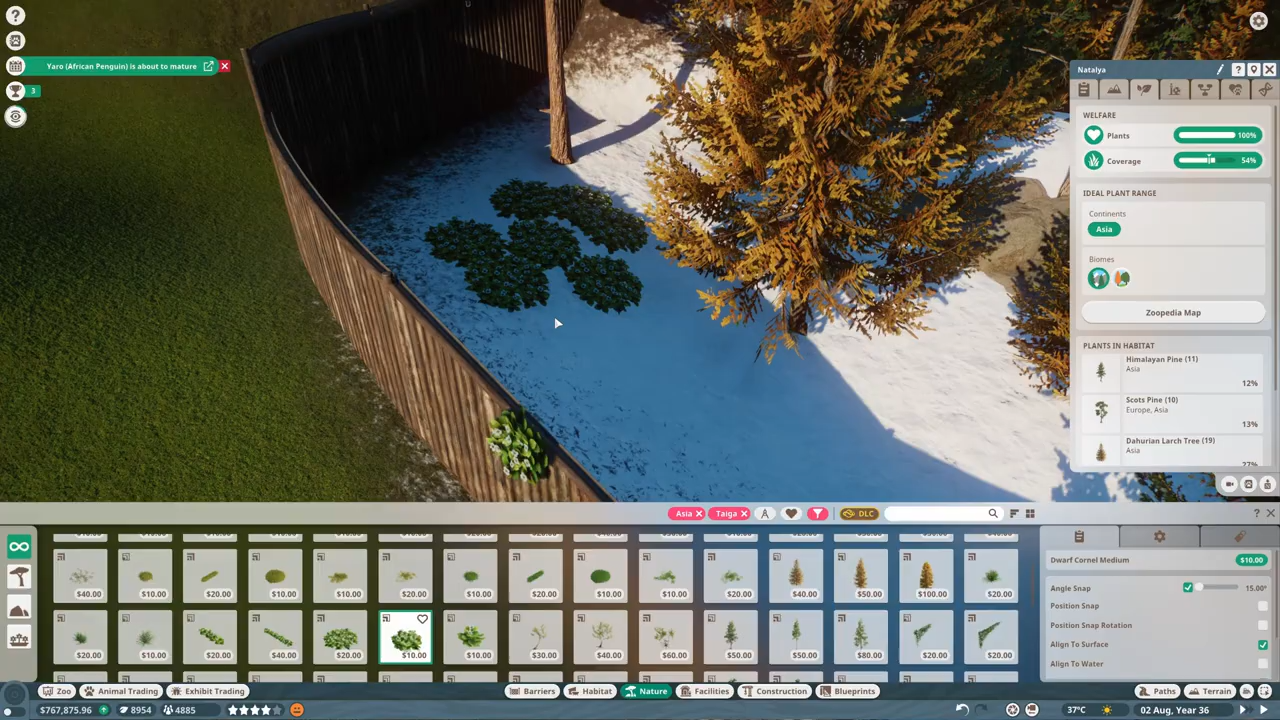 Yaro (African Penguin) is about to mature
3
Natalya
WELFARE
Plants 100%
Coverage 54%
IDEAL PLANT RANGE
Continents
Asia
Biomes
Zoopedia Map
PLANTS IN HABITAT
Himalayan Pine (11)
Asia
12%
Scots Pine (10)
Europe, Asia
13%
Dahurian Larch Tree (19)
Asia
27%
Asia Taiga DLC
$40.00 $10.00 $20.00 $10.00 $10.00 $20.00 $10.00 $20.00 $10.00 $10.00 $20.00 $40.00 $50.00 $100.00 $20.00
$20.00 $10.00 $20.00 $40.00 $20.00 $10.00 $10.00 $30.00 $40.00 $60.00 $50.00 $50.00 $80.00 $20.00 $20.00
Dwarf Cornel Medium $10.00
Angle Snap 15.00°
Position Snap
Position Snap Rotation
Align To Surface
Align To Water
Zoo Animal Trading Exhibit Trading Barriers Habitat Nature Facilities Construction Blueprints Paths Terrain
$767,875.96 8954 4885 37°C 02 Aug, Year 36